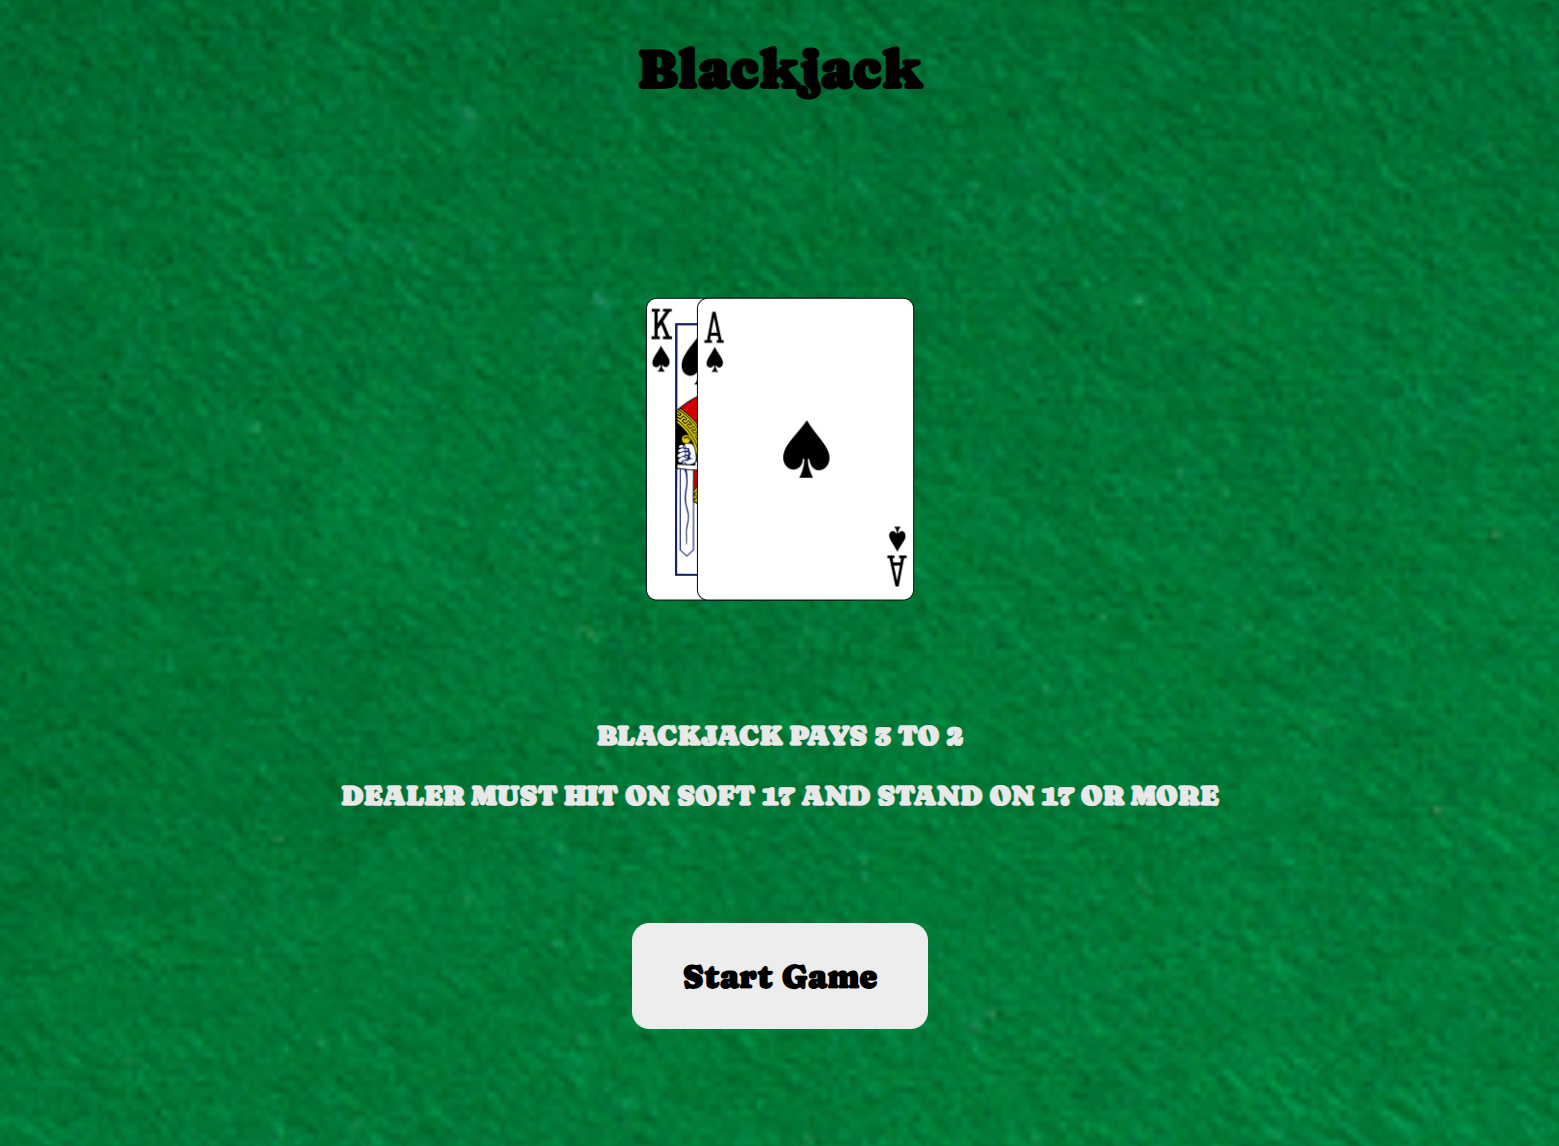 Blackjack
K A
A
BLACKJACK PAYS 3 TO 2
DEALER MUST HIT ON SOFT 17 AND STAND ON 17 OR MORE
Start Game